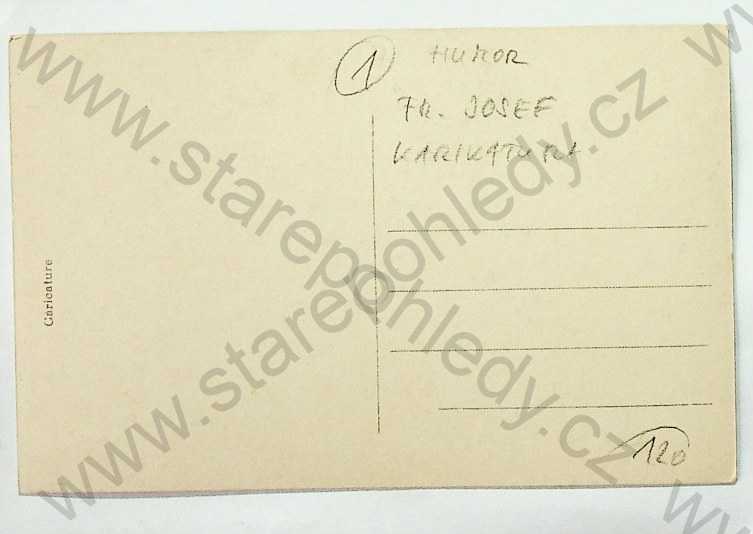 1
HUMOR
FR. JOSEF
KARIKATURA
Caricature
120
www.starepohledy.cz
www.starepohledy.cz